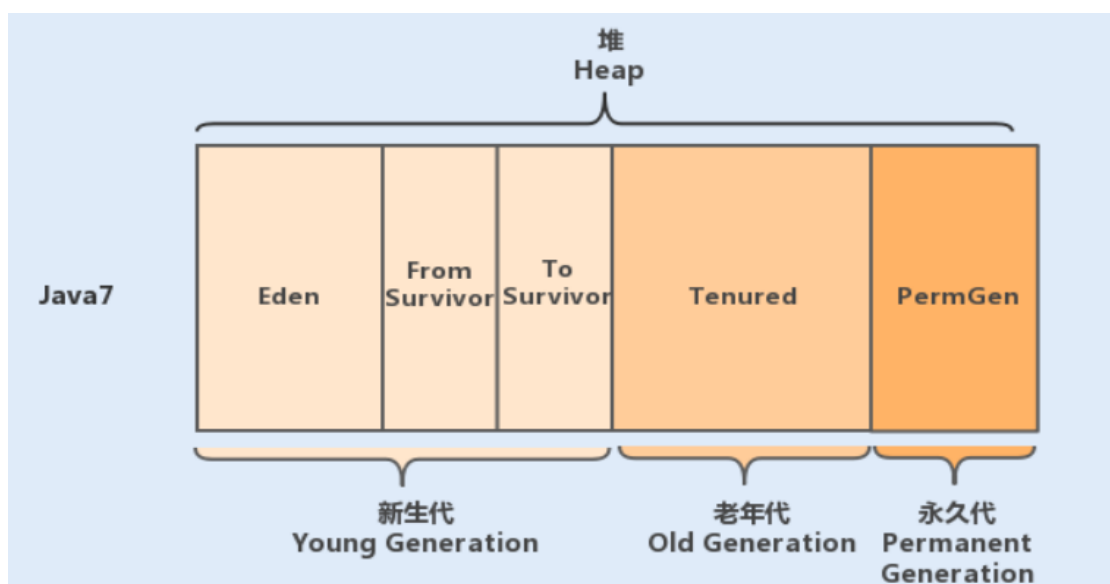 堆
Heap
Java7
Eden
From
Survivor
To
Survivor
Tenured
PermGen
新生代
Young Generation
老年代
Old Generation
永久代
Permanent
Generation